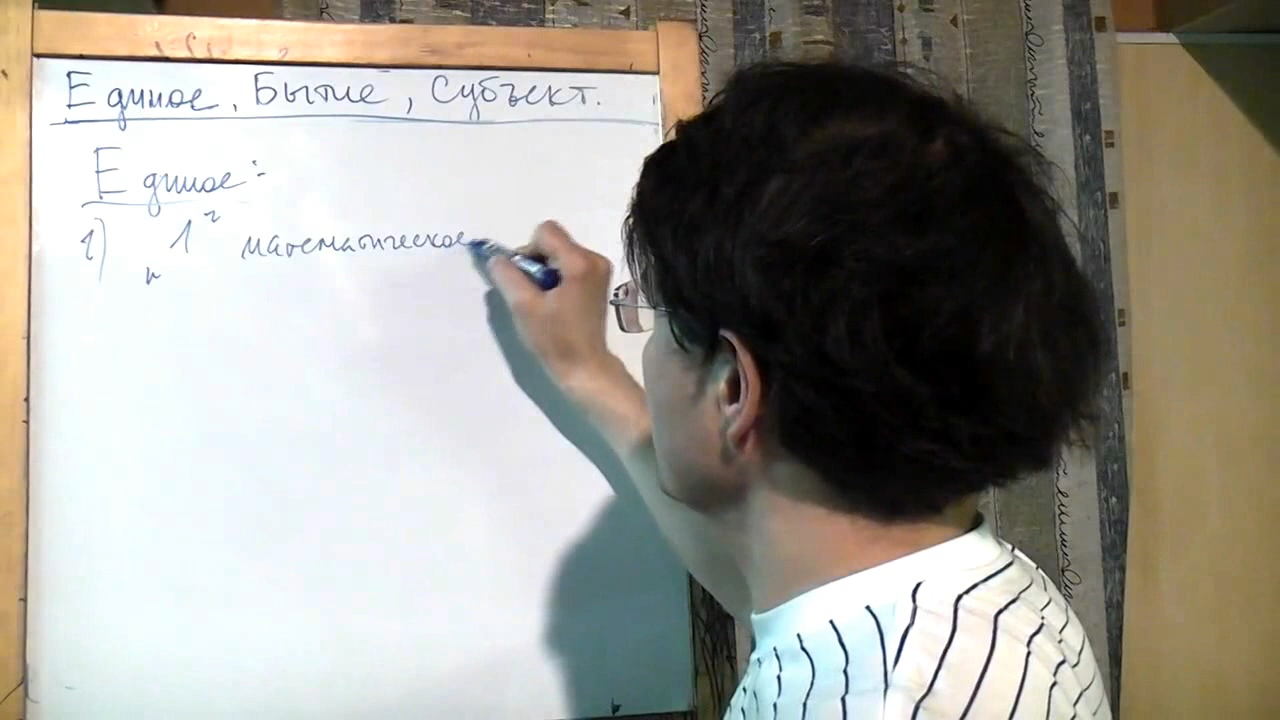 Единое, Бытие, Субъект.
Единое:
1) 1 математическое